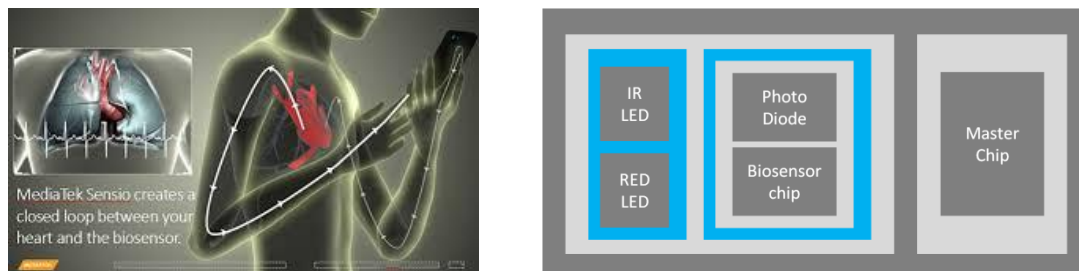 MediaTek Sensio creates a
closed loop between your
heart and the biosensor.
IR
LED
RED
LED
Photo
Diode
Biosensor
chip
Master
Chip